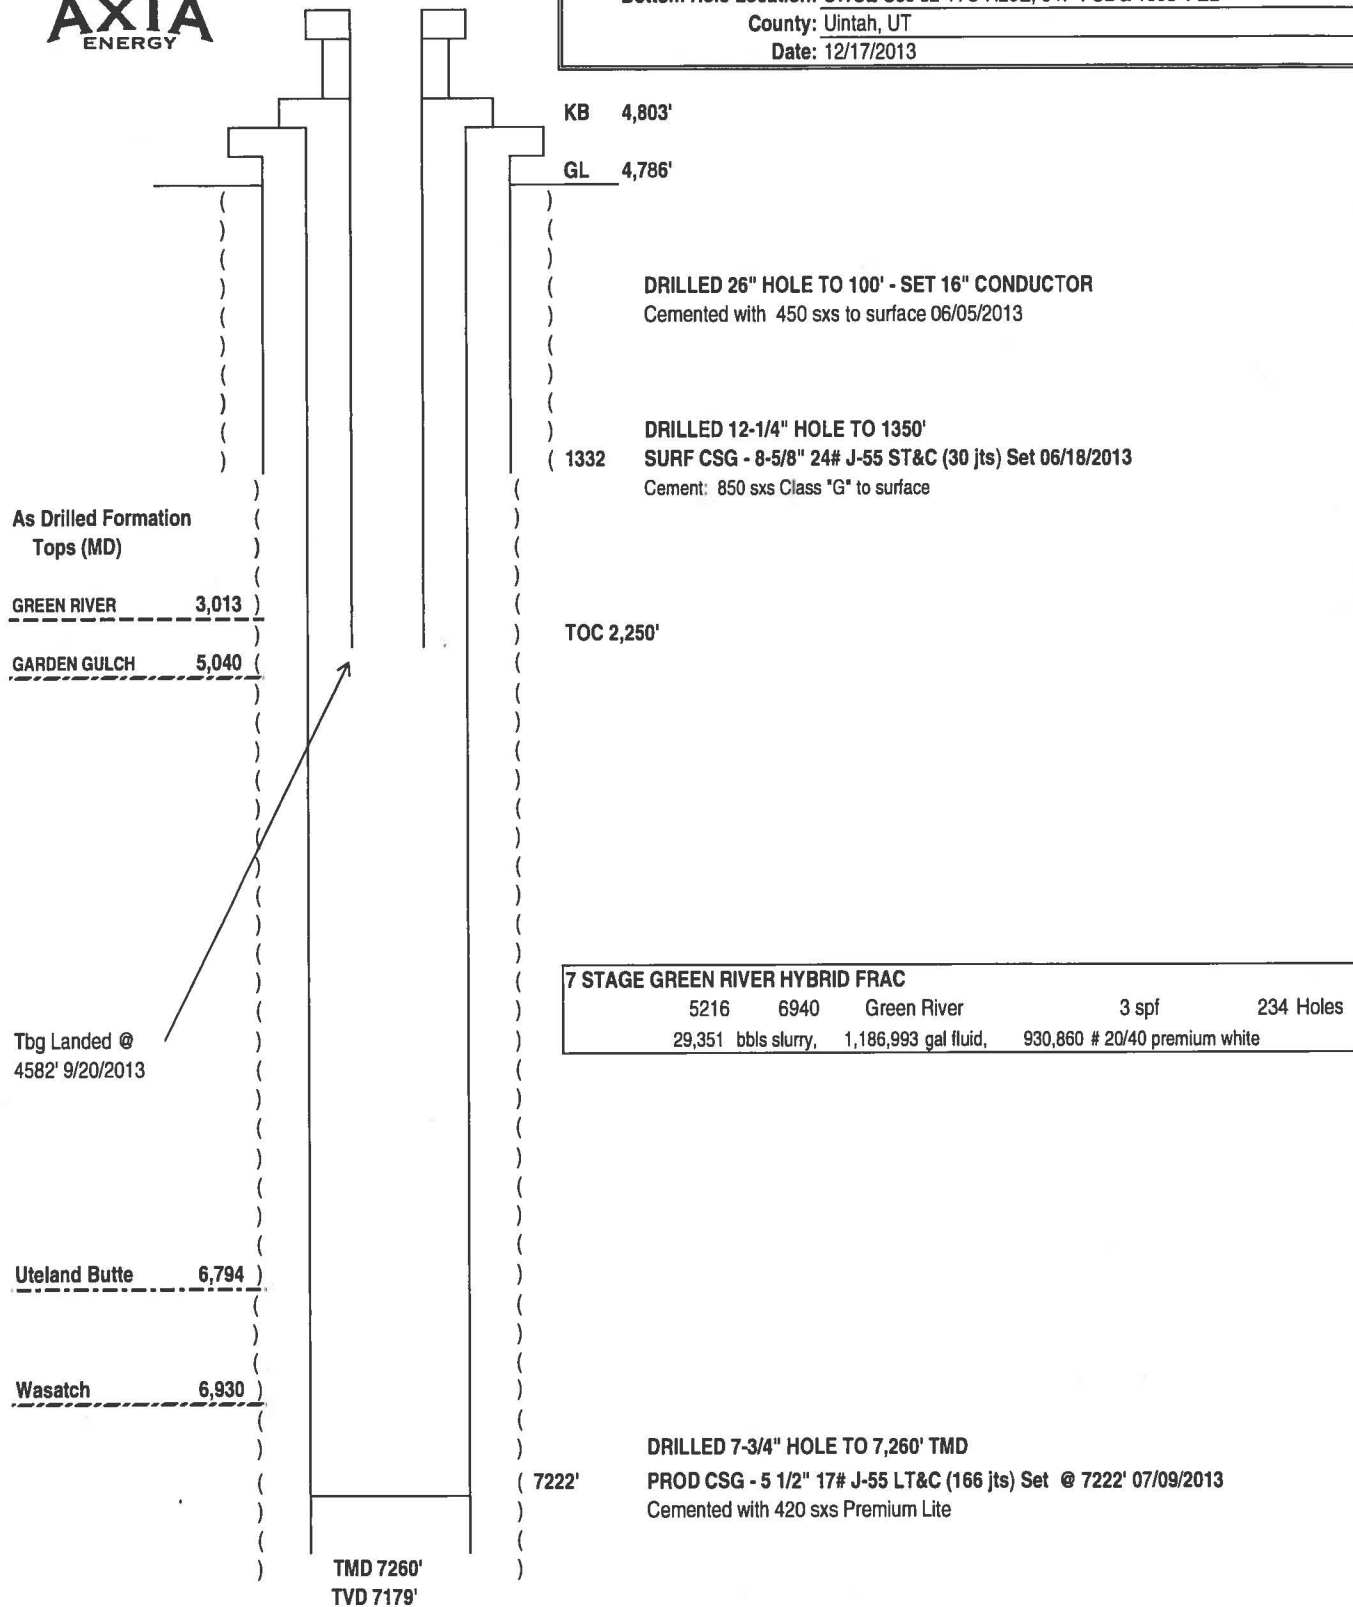 AXIA
ENERGY
County: Uintah, UT
Date: 12/17/2013
KB 4,803'
GL 4,786'
DRILLED 26" HOLE TO 100' - SET 16" CONDUCTOR
Cemented with 450 sxs to surface 06/05/2013
DRILLED 12-1/4" HOLE TO 1350'
1332 SURF CSG - 8-5/8" 24# J-55 ST&C (30 jts) Set 06/18/2013
Cement: 850 sxs Class "G" to surface
As Drilled Formation
Tops (MD)
GREEN RIVER 3,013
TOC 2,250'
GARDEN GULCH 5,040
7 STAGE GREEN RIVER HYBRID FRAC
5216 6940 Green River 3 spf 234 Holes
29,351 bbls slurry, 1,186,993 gal fluid, 930,860 # 20/40 premium white
Tbg Landed @
4582' 9/20/2013
Uteland Butte 6,794
Wasatch 6,930
DRILLED 7-3/4" HOLE TO 7,260' TMD
7222' PROD CSG - 5 1/2" 17# J-55 LT&C (166 jts) Set @ 7222' 07/09/2013
Cemented with 420 sxs Premium Lite
TMD 7260'
TVD 7179'